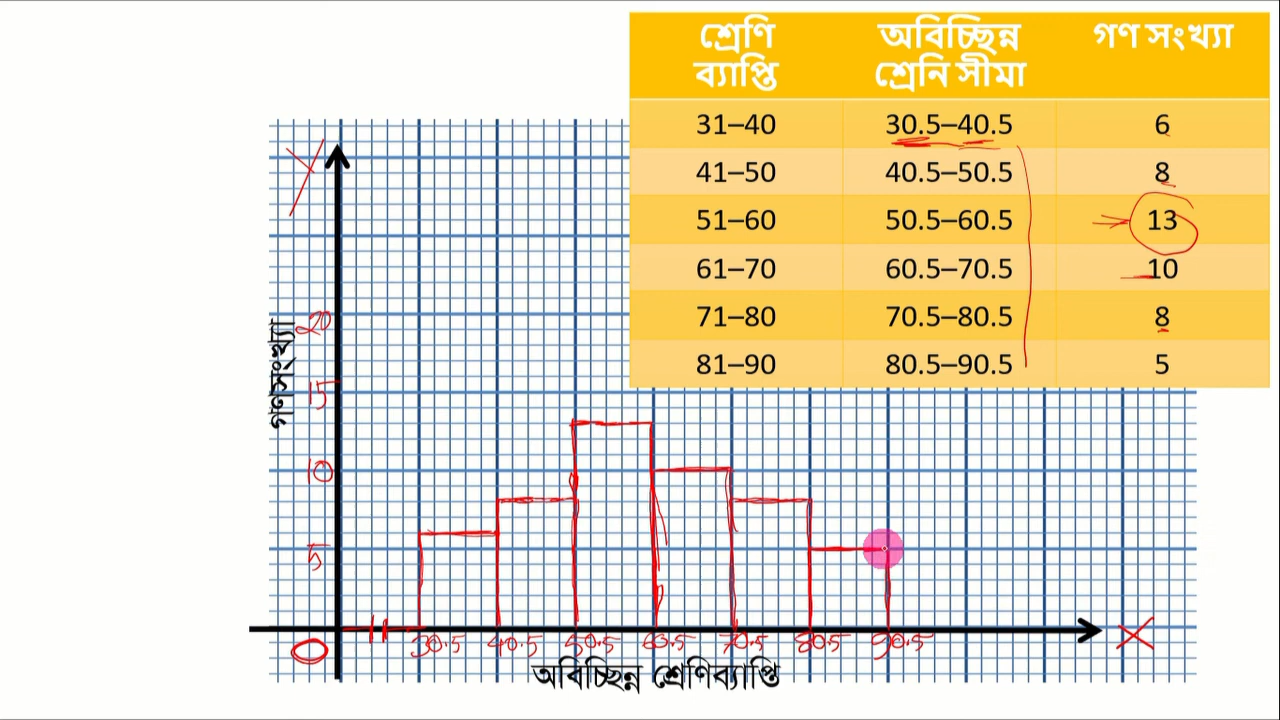 শ্রেণি ব্যাপ্তি অবিচ্ছিন্ন শ্রেনি সীমা গণ সংখ্যা
31–40 30.5–40.5 6
41–50 40.5–50.5 8
51–60 50.5–60.5 13
61–70 60.5–70.5 10
71–80 70.5–80.5 8
81–90 80.5–90.5 5
Y
গণসংখ্যা
20
15
10
5
0
30.5 40.5 50.5 60.5 70.5 80.5 90.5
X
অবিচ্ছিন্ন শ্রেণিব্যাপ্তি